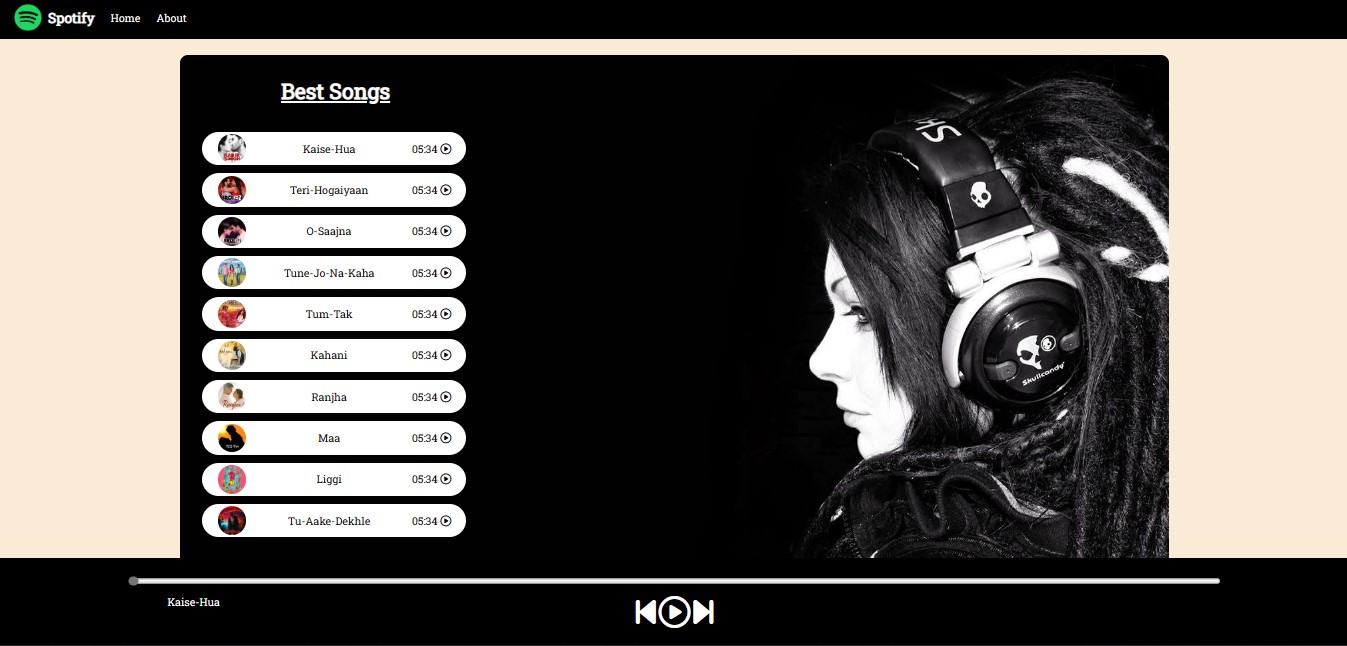 Spotify Home About
Best Songs
Kaise-Hua 05:34
Teri-Hogaiyaan 05:34
O-Saajna 05:34
Tune-Jo-Na-Kaha 05:34
Tum-Tak 05:34
Kahani 05:34
Ranjha 05:34
Maa 05:34
Liggi 05:34
Tu-Aake-Dekhle 05:34
Skullcandy
Kaise-Hua